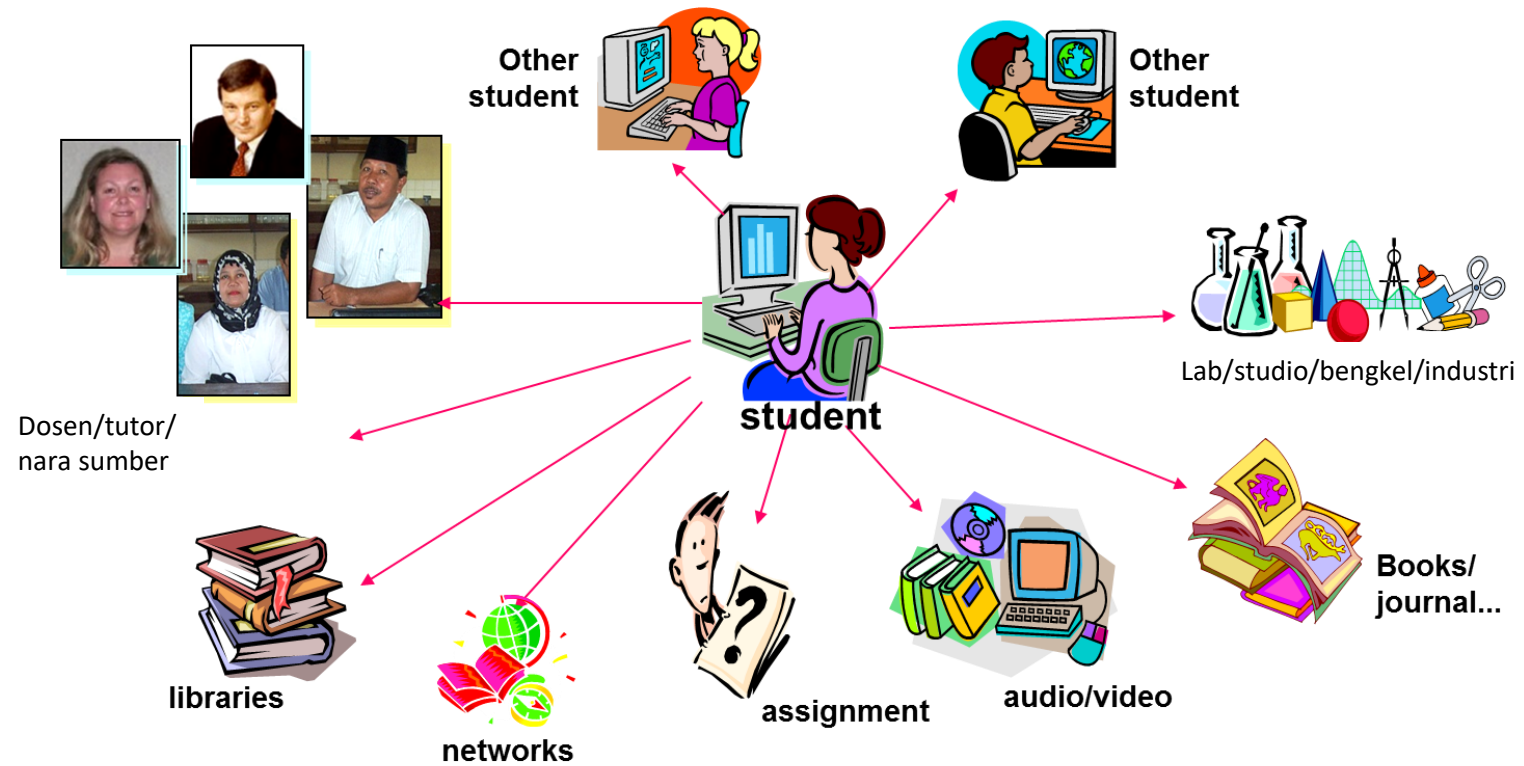 Other
student
Other
student
student
Lab/studio/bengkel/industri
Dosen/tutor/
nara sumber
Books/
journal...
libraries
networks
assignment
audio/video